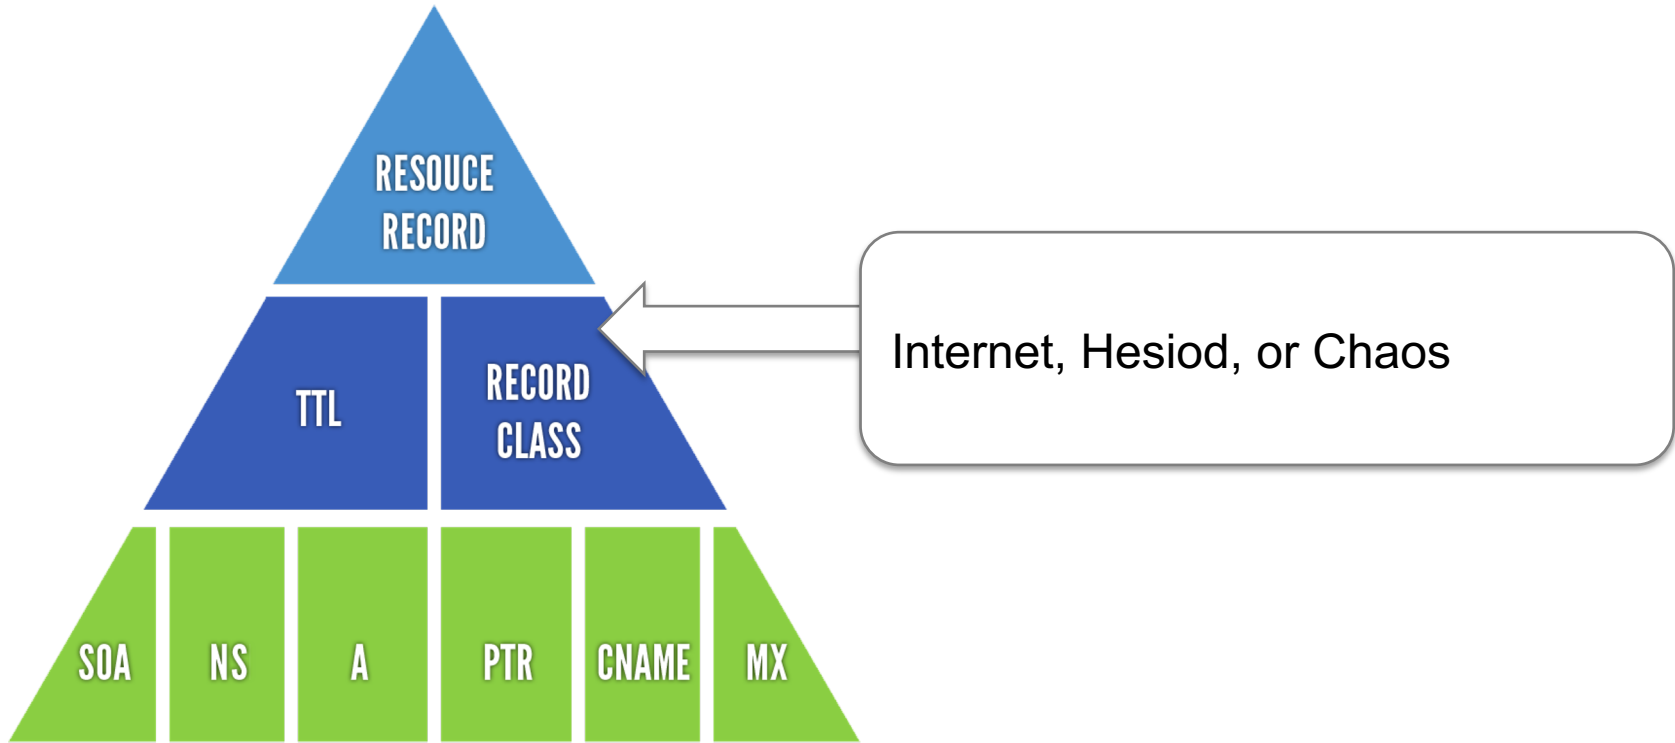 RESOUCE
RECORD
TTL
RECORD
CLASS
Internet, Hesiod, or Chaos
SOA
NS
A
PTR
CNAME
MX